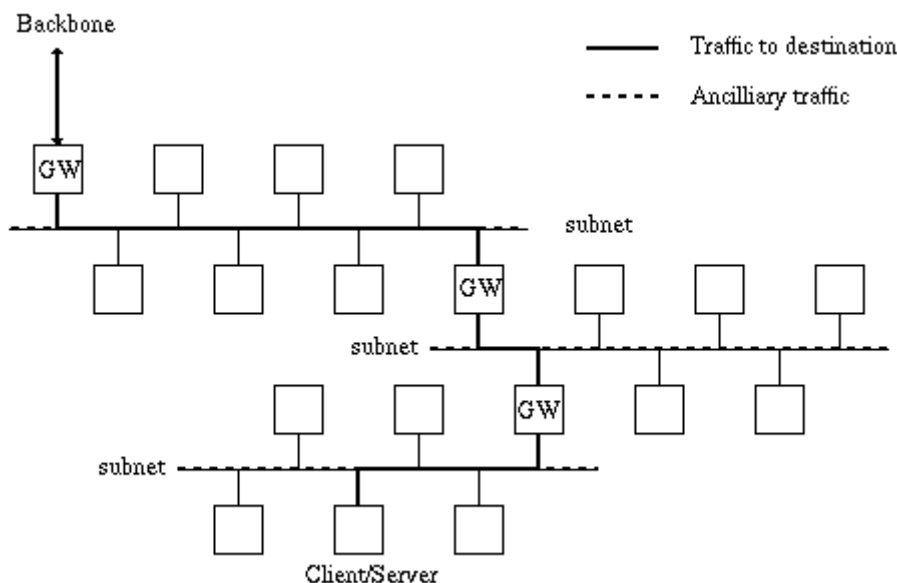 Backbone
Traffic to destination
Ancilliary traffic
GW
subnet
GW
subnet
GW
subnet
Client/Server